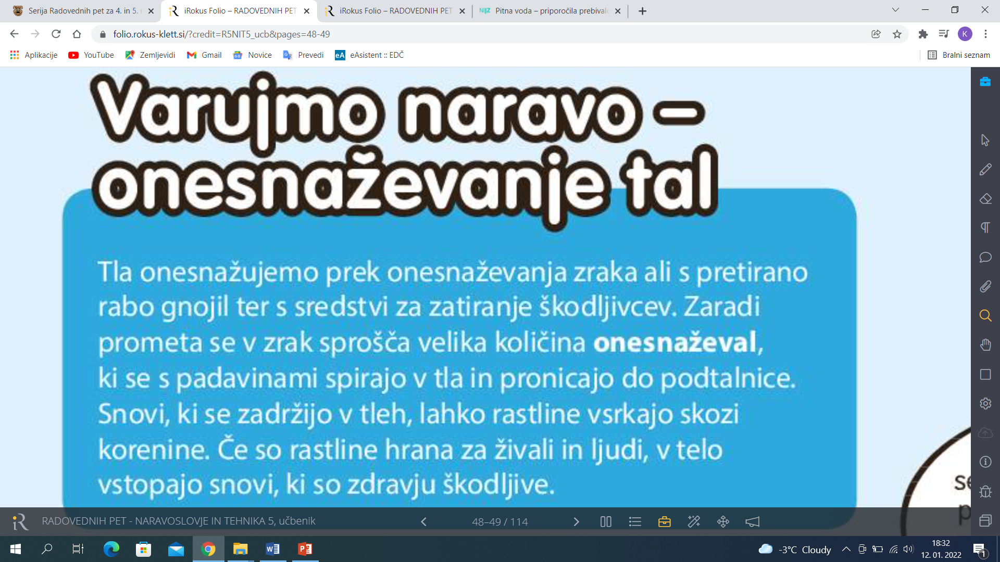 Serija Radovednih pet za 4. in 5. r
iRokus Folio – RADOVEDNIH PET
iRokus Folio – RADOVEDNIH PET
NIJZ
Pitna voda – priporočila prebivalc
folio.rokus-klett.si/?credit=R5NIT5_ucb&pages=48-49
K
Aplikacije
YouTube
Zemljevidi
Gmail
Novice
Prevedi
eA
eAsistent :: EDČ
Bralni seznam
Varujmo naravo –
onesnaževanje tal
Tla onesnažujemo prek onesnaževanja zraka ali s pretirano
rabo gnojil ter s sredstvi za zatiranje škodljivcev. Zaradi
prometa se v zrak sprošča velika količina onesnaževal,
ki se s padavinami spirajo v tla in pronicajo do podtalnice.
Snovi, ki se zadržijo v tleh, lahko rastline vsrkajo skozi
korenine. Če so rastline hrana za živali in ljudi, v telo
vstopajo snovi, ki so zdravju škodljive.
se
p
iR
RADOVEDNIH PET - NARAVOSLOVJE IN TEHNIKA 5, učbenik
48–49 / 114
-3°C Cloudy
18:32
12. 01. 2022
1